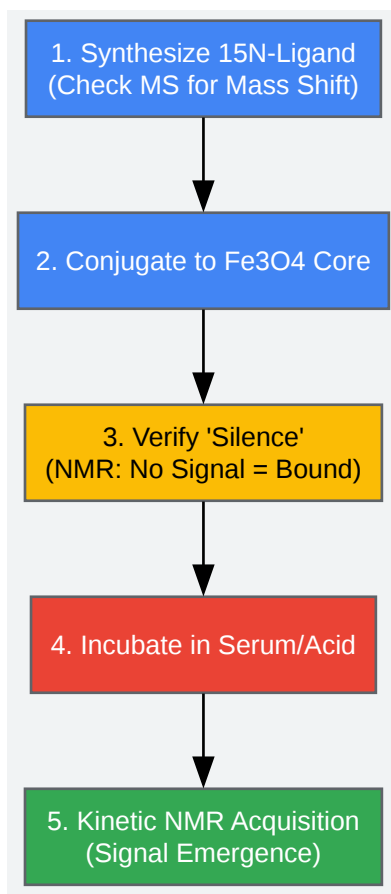 1. Synthesize 15N-Ligand
(Check MS for Mass Shift)
2. Conjugate to Fe3O4 Core
3. Verify 'Silence'
(NMR: No Signal = Bound)
4. Incubate in Serum/Acid
5. Kinetic NMR Acquisition
(Signal Emergence)